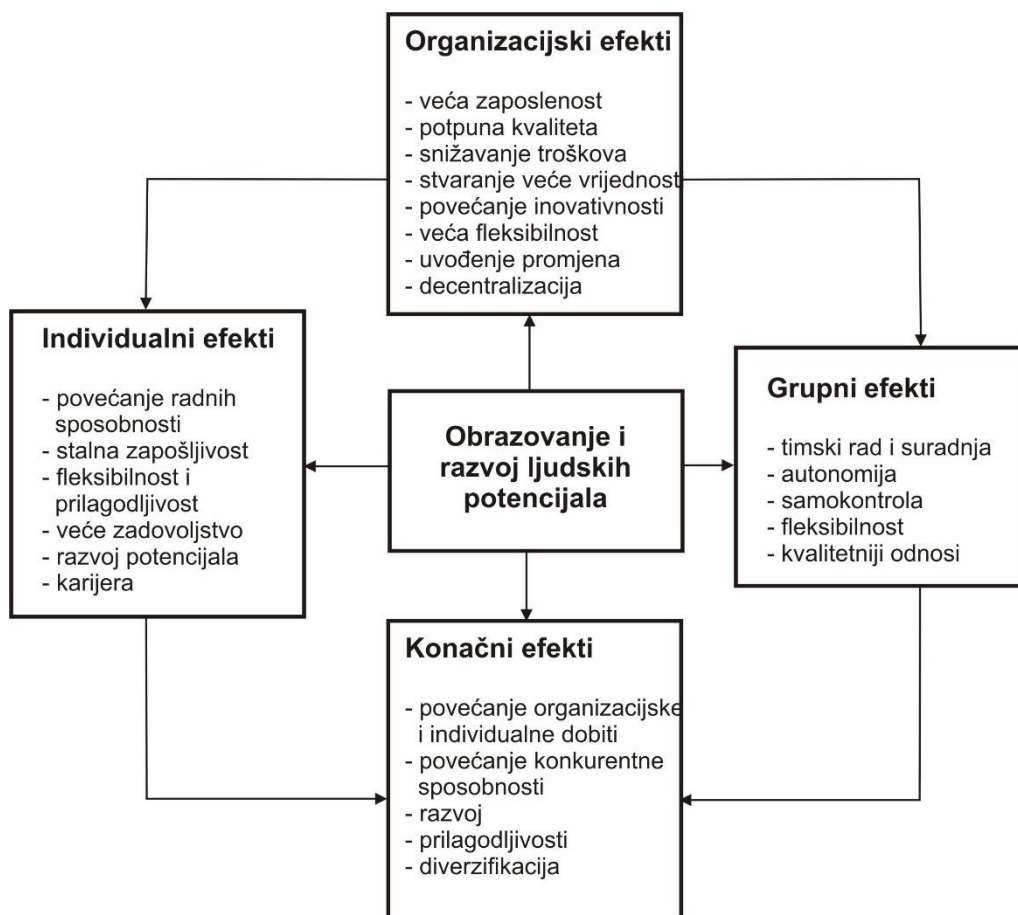 Organizacijski efekti
- veća zaposlenost
- potpuna kvaliteta
- snižavanje troškova
- stvaranje veće vrijednost
- povećanje inovativnosti
- veća fleksibilnost
- uvođenje promjena
- decentralizacija
Individualni efekti
- povećanje radnih
sposobnosti
- stalna zapošljivost
- fleksibilnost i
prilagodljivost
- veće zadovoljstvo
- razvoj potencijala
- karijera
Obrazovanje i
razvoj ljudskih
potencijala
Grupni efekti
- timski rad i suradnja
- autonomija
- samokontrola
- fleksibilnost
- kvalitetniji odnosi
Konačni efekti
- povećanje organizacijske
i individualne dobiti
- povećanje konkurentne
sposobnosti
- razvoj
- prilagodljivosti
- diverzifikacija